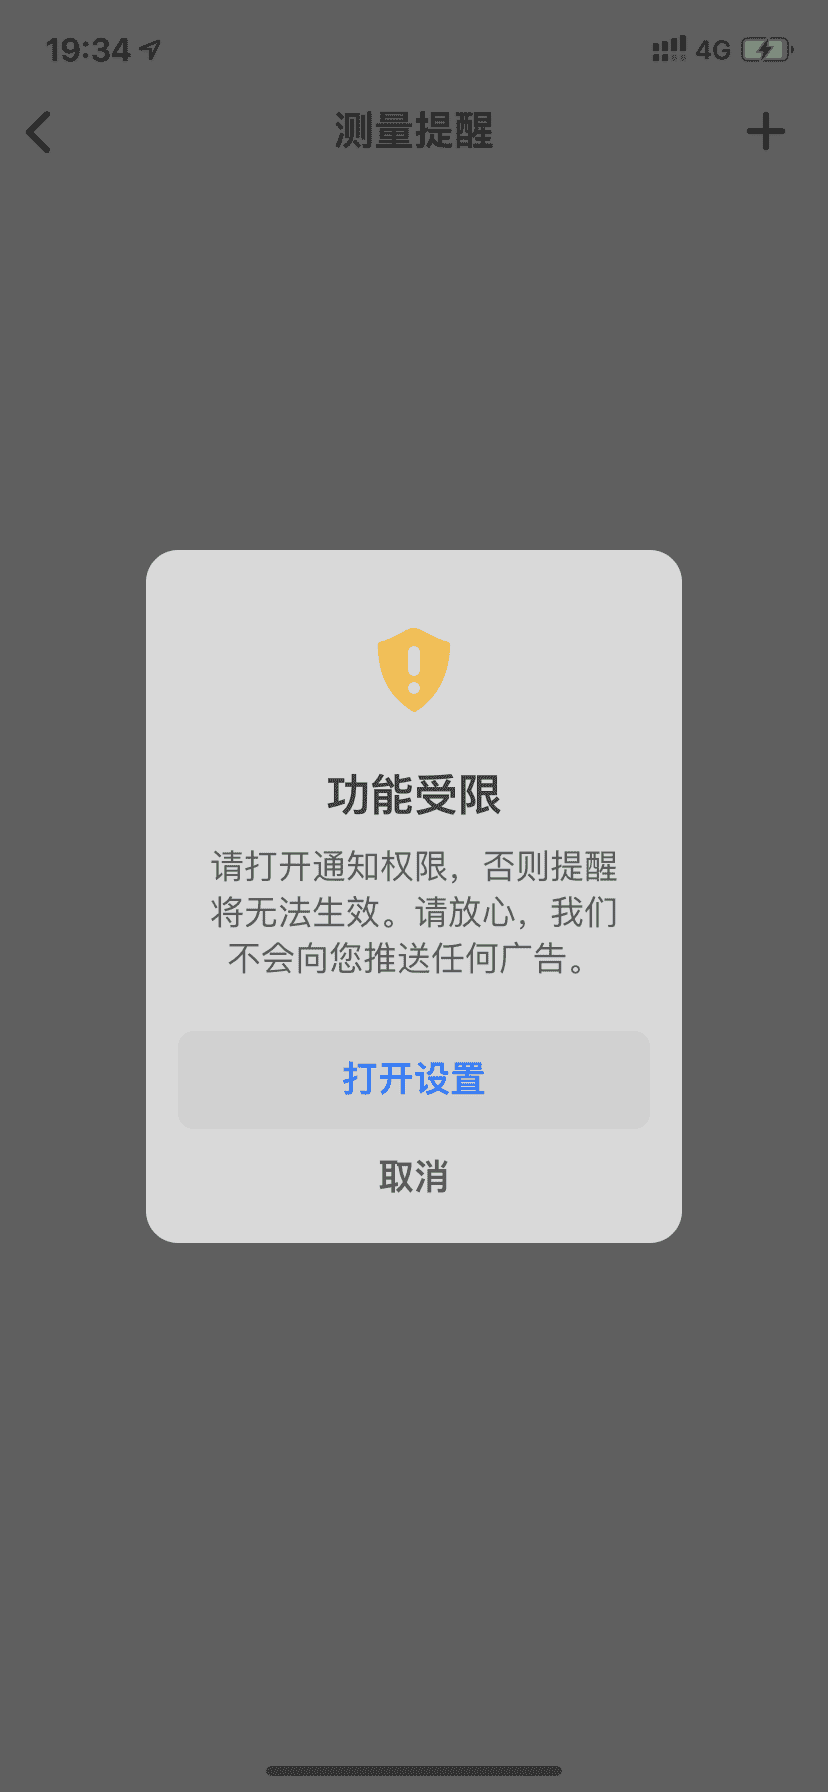 19:34
4G
测量提醒
功能受限
请打开通知权限，否则提醒
将无法生效。请放心，我们
不会向您推送任何广告。
打开设置
取消